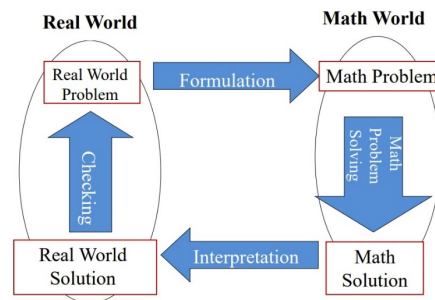 Real World
Math World
Real World
Problem
Formulation
Math Problem
Checking
Math
Problem
Solving
Real World
Solution
Interpretation
Math
Solution